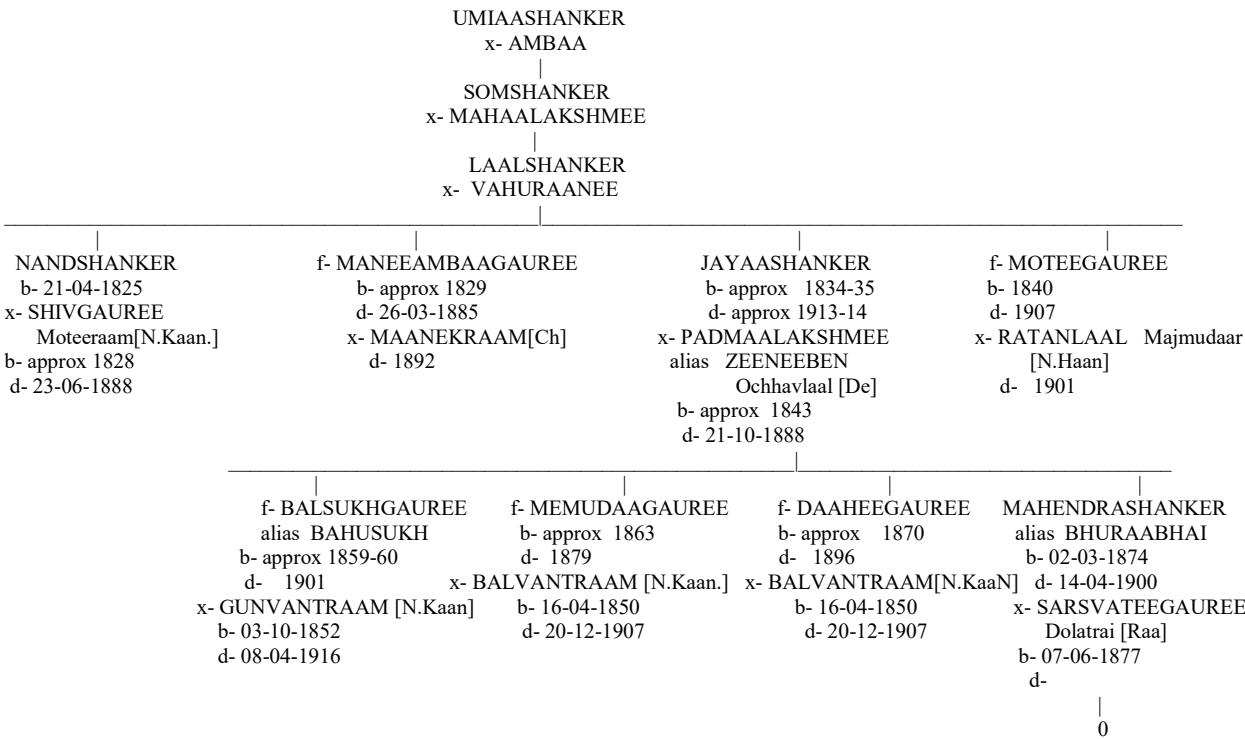 UMIAASHANKER
x- AMBAA
SOMSHANKER
x- MAHAALAKSHMEE
LAALSHANKER
x- VAHURAANEE
NANDSHANKER
b- 21-04-1825
x- SHIVGAUREE
Moteeraam[N.Kaan.]
b- approx 1828
d- 23-06-1888
f- MANEEAMBAAGAUREE
b- approx 1829
d- 26-03-1885
x- MAANEKRAAM[Ch]
d- 1892
JAYAASHANKER
b- approx 1834-35
d- approx 1913-14
x- PADMAALAKSHMEE
alias ZEENEEBEN
Ochhavlaal [De]
b- approx 1843
d- 21-10-1888
f- MOTEEGAUREE
b- 1840
d- 1907
x- RATANLAAL Majmudaar
[N.Haan]
d- 1901
f- BALSUKHGAUREE
alias BAHUSUKH
b- approx 1859-60
d- 1901
x- GUNVANTRAAM [N.Kaan]
b- 03-10-1852
d- 08-04-1916
f- MEMUDAAGAUREE
b- approx 1863
d- 1879
x- BALVANTRAAM [N.Kaan.]
b- 16-04-1850
d- 20-12-1907
f- DAAHEEGAUREE
b- approx 1870
d- 1896
x- BALVANTRAAM[N.KaaN]
b- 16-04-1850
d- 20-12-1907
MAHENDRASHANKER
alias BHURAABHAI
b- 02-03-1874
d- 14-04-1900
x- SARSVATEEGAUREE
Dolatrai [Raa]
b- 07-06-1877
d-
0